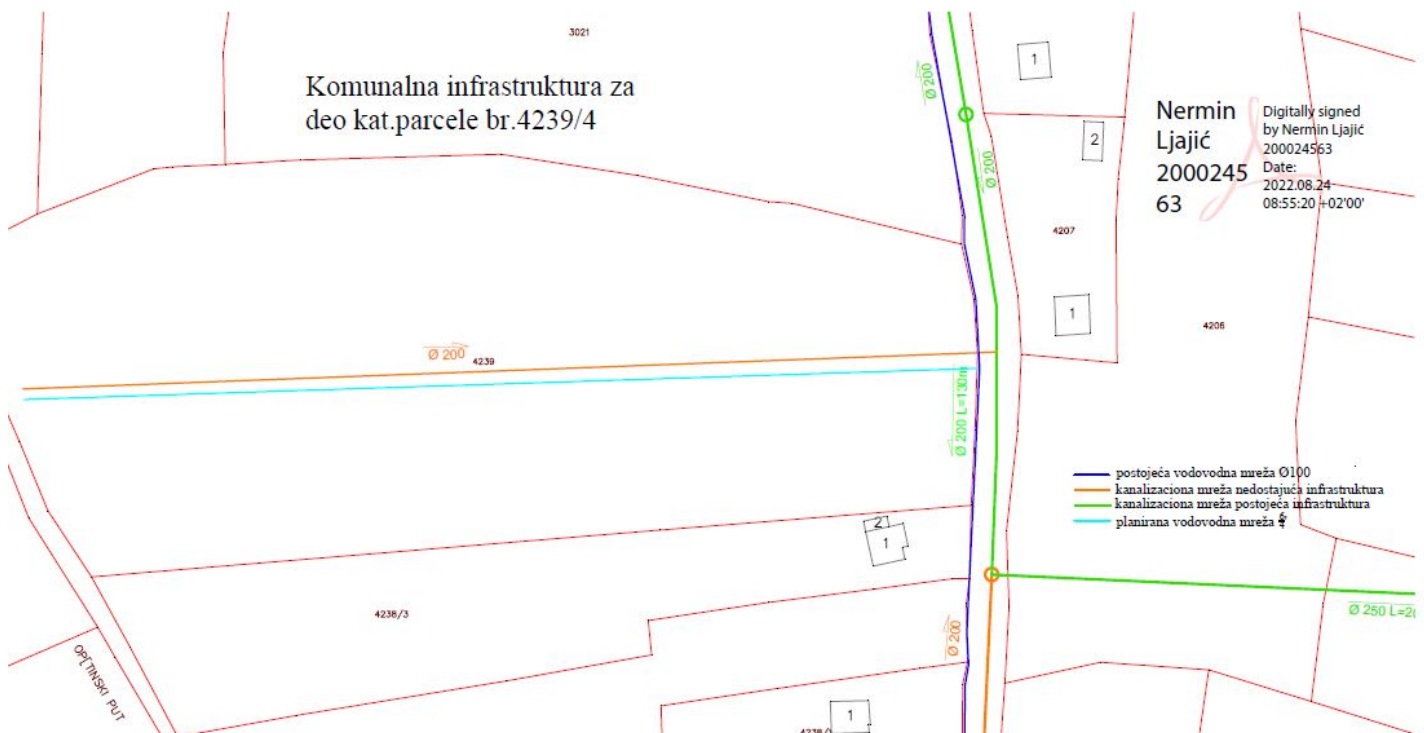 3021
Komunalna infrastruktura za
deo kat.parcele br.4239/4
Ø 200
1
Nermin
Ljajić
2000245
63
Digitally signed
by Nermin Ljajić
200024563
Date:
2022.08.24
08:55:20 +02'00'
2
Ø 200
4207
1
4206
Ø 200
4239
Ø 200 L=130m
postojeća vodovodna mreža Ø100
kanalizaciona mreža nedostajuća infrastruktura
kanalizaciona mreža postojeća infrastruktura
planirana vodovodna mreža
2
1
4238/3
Ø 200
Ø 250
OPŢINSKI PUT
1